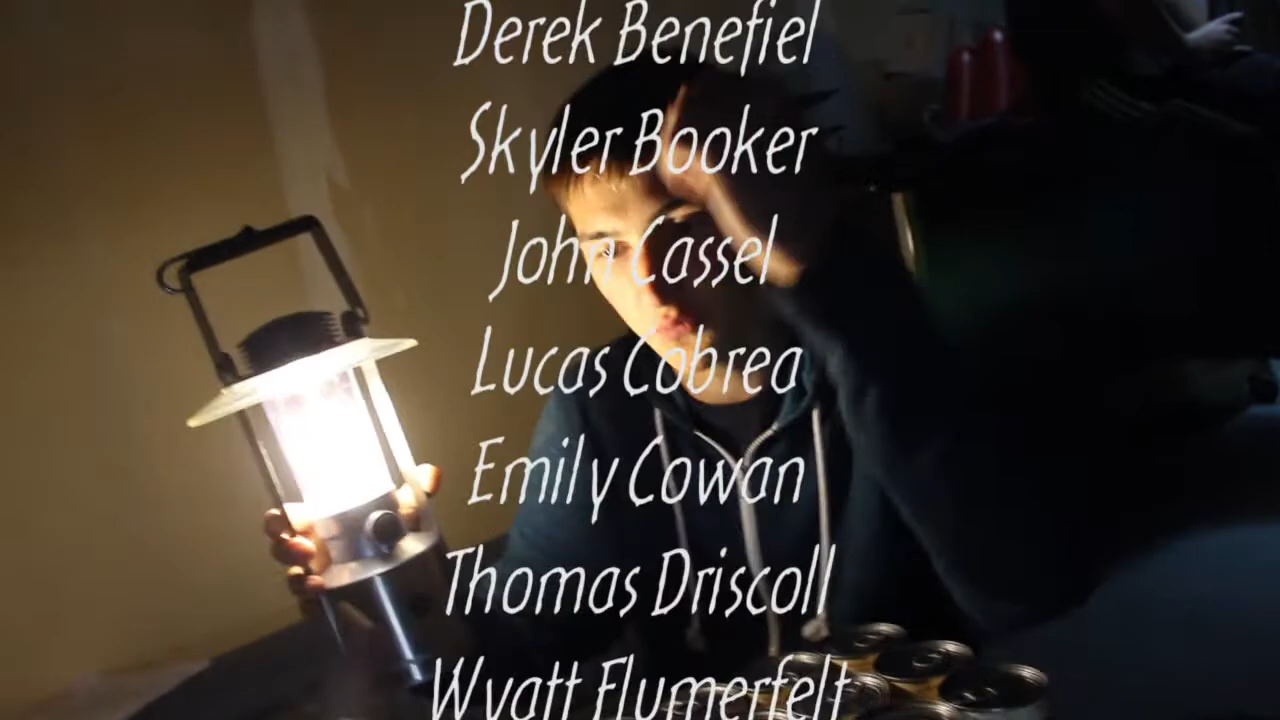 Derek Benefiel
Skyler Booker
John Cassel
Lucas Cobrea
Emily Cowan
Thomas Driscoll
Wyatt Flumerfelt